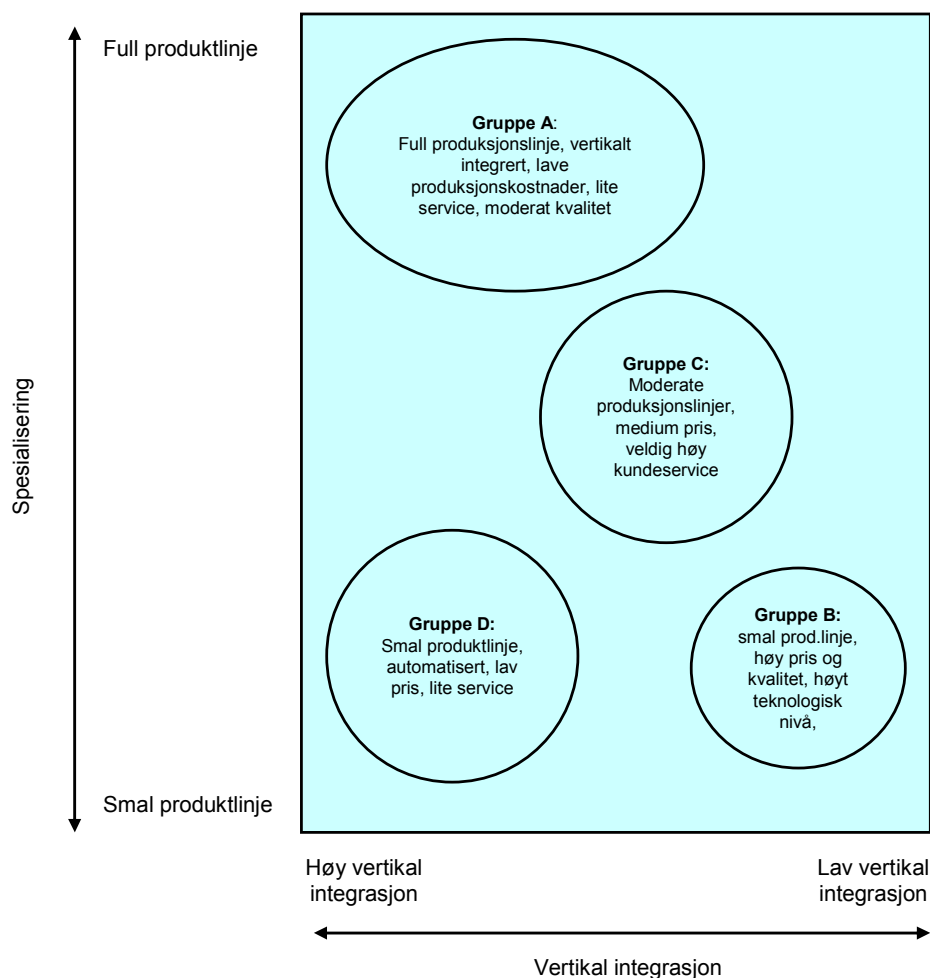 Full produktlinje
Gruppe A:
Full produksjonslinje, vertikalt
integrert, lave
produksjonskostnader, lite
service, moderat kvalitet
Gruppe C:
Moderate
produksjonslinjer,
medium pris,
veldig høy
kundeservice
Spesialisering
Gruppe D:
Smal produktlinje,
automatisert, lav
pris, lite service
Gruppe B:
smal prod.linje,
høy pris og
kvalitet, høyt
teknologisk
nivå,
Smal produktlinje
Høy vertikal
integrasjon
Lav vertikal
integrasjon
Vertikal integrasjon